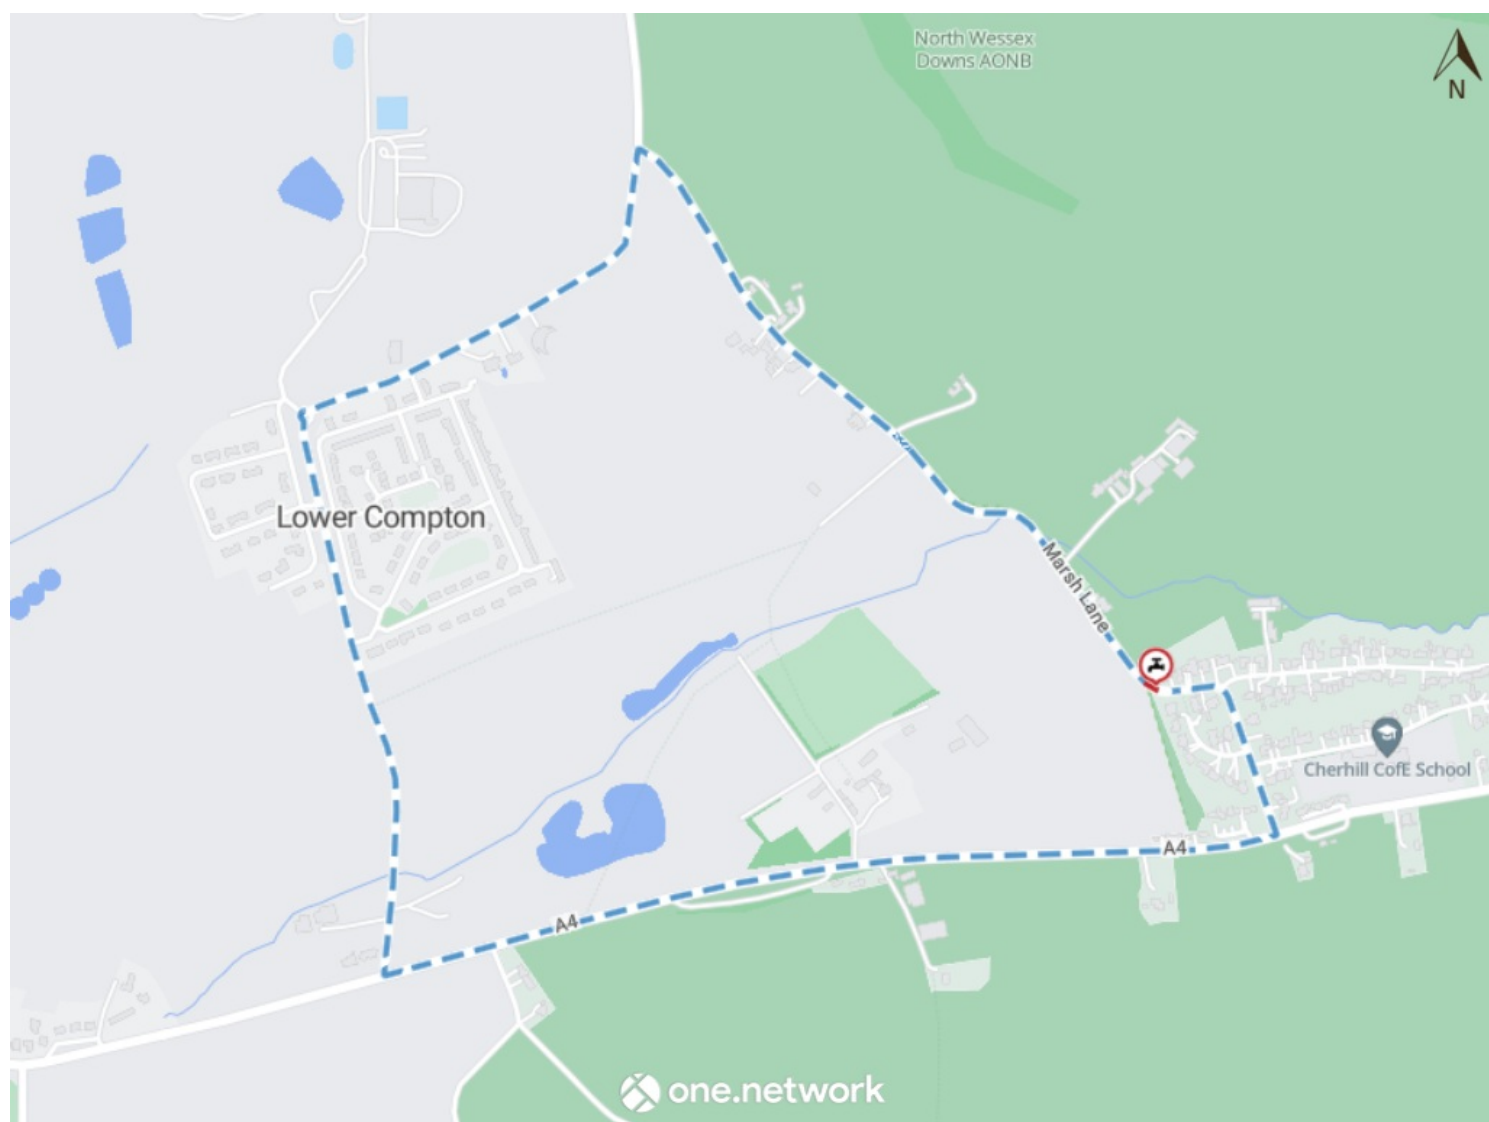 North Wessex
Downs AONB
N
Lower Compton
Marsh Lane
Cherhill CofE School
A4
A4
one.network